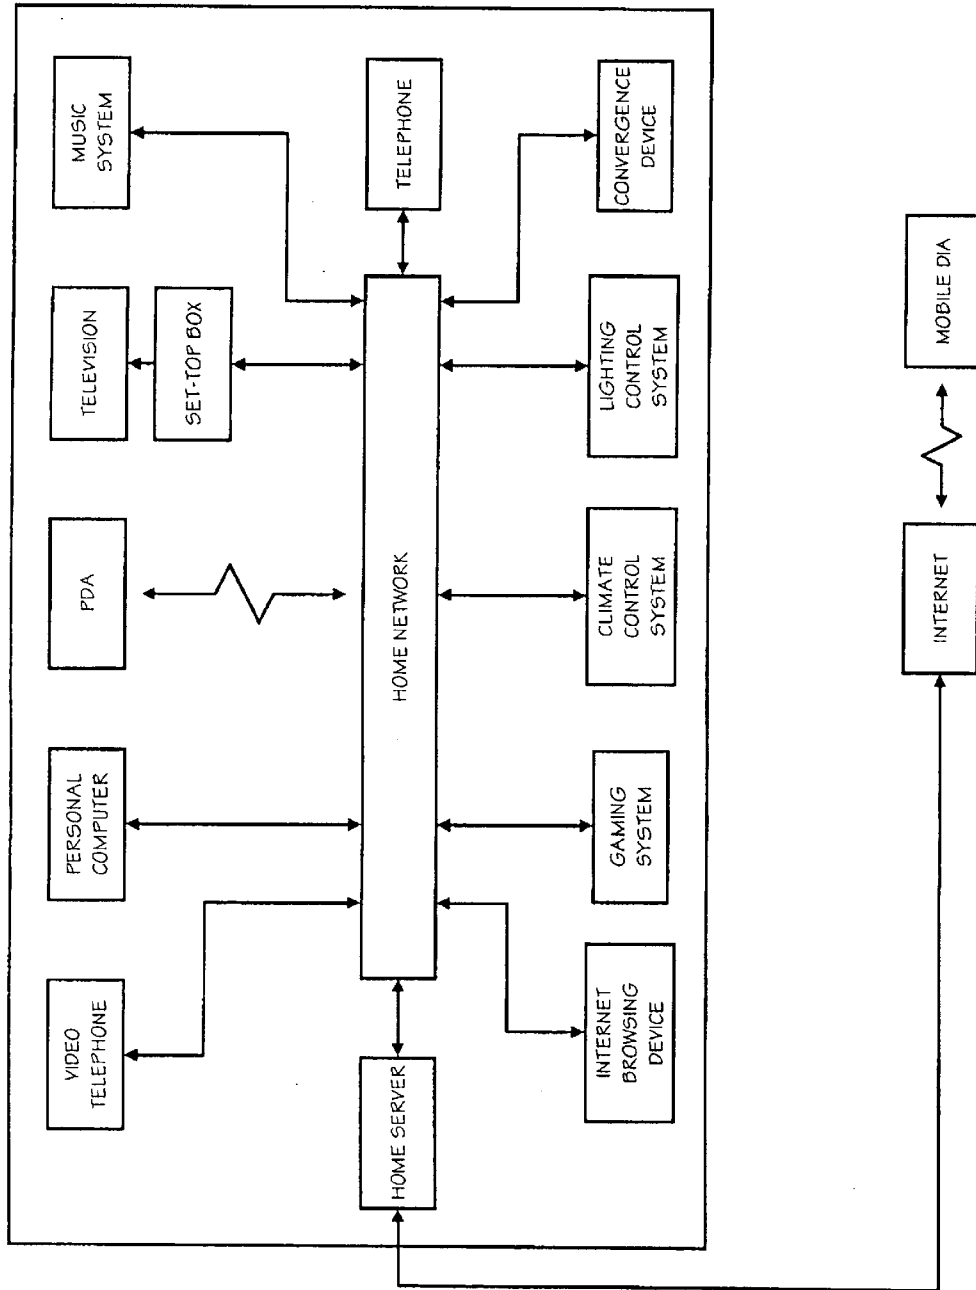 VIDEO
TELEPHONE
PERSONAL
COMPUTER
PDA
TELEVISION
SET-TOP BOX
MUSIC
SYSTEM
HOME SERVER
HOME NETWORK
TELEPHONE
INTERNET
BROWSING
DEVICE
GAMING
SYSTEM
CLIMATE
CONTROL
SYSTEM
LIGHTING
CONTROL
SYSTEM
CONVERGENCE
DEVICE
INTERNET
MOBILE DIA